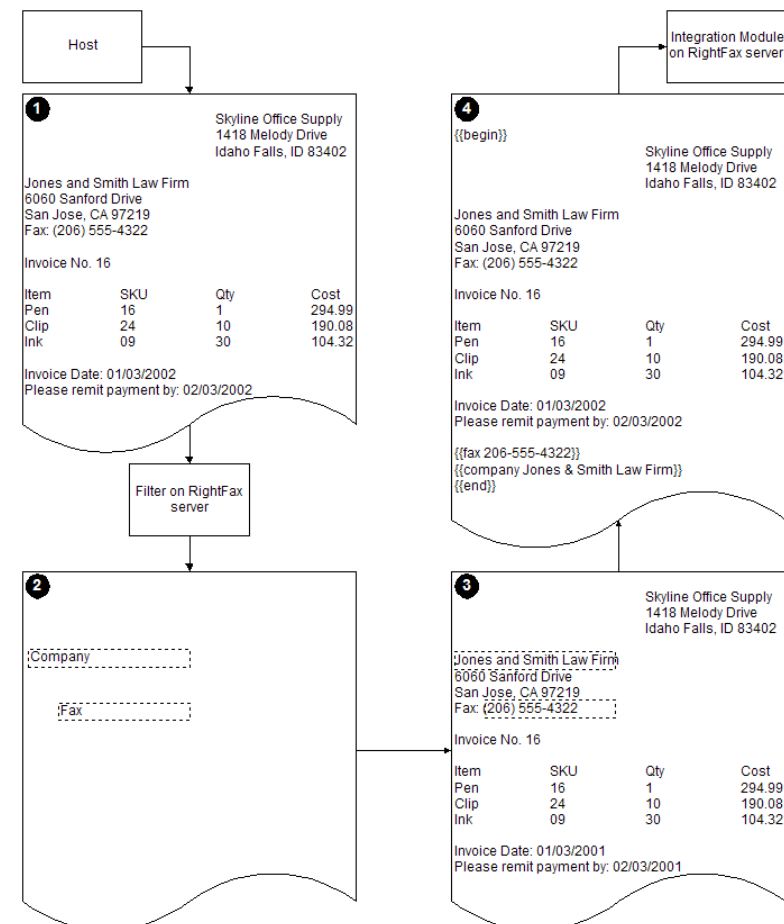 Host
1
Skyline Office Supply
1418 Melody Drive
Idaho Falls, ID 83402
Jones and Smith Law Firm
6060 Sanford Drive
San Jose, CA 97219
Fax: (206) 555-4322
Invoice No. 16
Item SKU Qty Cost
Pen 16 1 294.99
Clip 24 10 190.08
Ink 09 30 104.32
Invoice Date: 01/03/2002
Please remit payment by: 02/03/2002
Filter on RightFax
server
2
Company
Fax
3
Skyline Office Supply
1418 Melody Drive
Idaho Falls, ID 83402
Jones and Smith Law Firm
6060 Sanford Drive
San Jose, CA 97219
Fax: (206) 555-4322
Invoice No. 16
Item SKU Qty Cost
Pen 16 1 294.99
Clip 24 10 190.08
Ink 09 30 104.32
Invoice Date: 01/03/2001
Please remit payment by: 02/03/2001
4
{{begin}}
Skyline Office Supply
1418 Melody Drive
Idaho Falls, ID 83402
Jones and Smith Law Firm
6060 Sanford Drive
San Jose, CA 97219
Fax: (206) 555-4322
Invoice No. 16
Item SKU Qty Cost
Pen 16 1 294.99
Clip 24 10 190.08
Ink 09 30 104.32
Invoice Date: 01/03/2002
Please remit payment by: 02/03/2002
{{fax 206-555-4322}}
{{company Jones & Smith Law Firm}}
{{end}}
Integration Module
on RightFax server